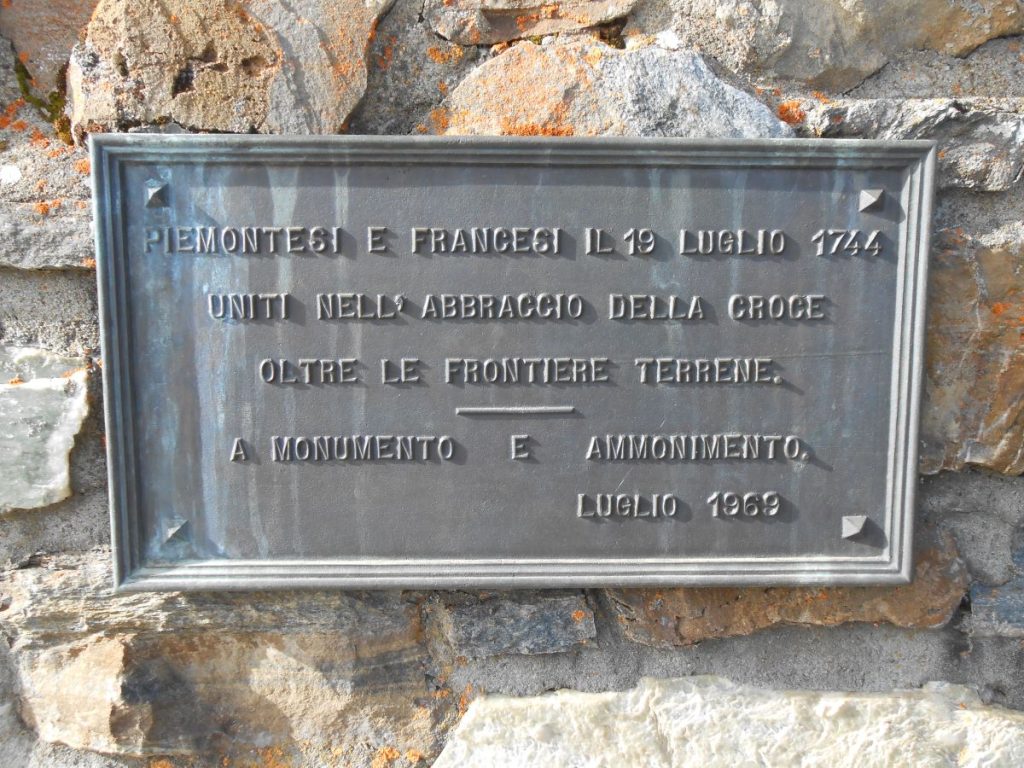 PIEMONTESI E FRANCESI IL 19 LUGLIO 1744
UNITI NELL' ABBRACCIO DELLA CROCE
OLTRE LE FRONTIERE TERRENE.
A MONUMENTO E AMMONIMENTO.
LUGLIO 1969